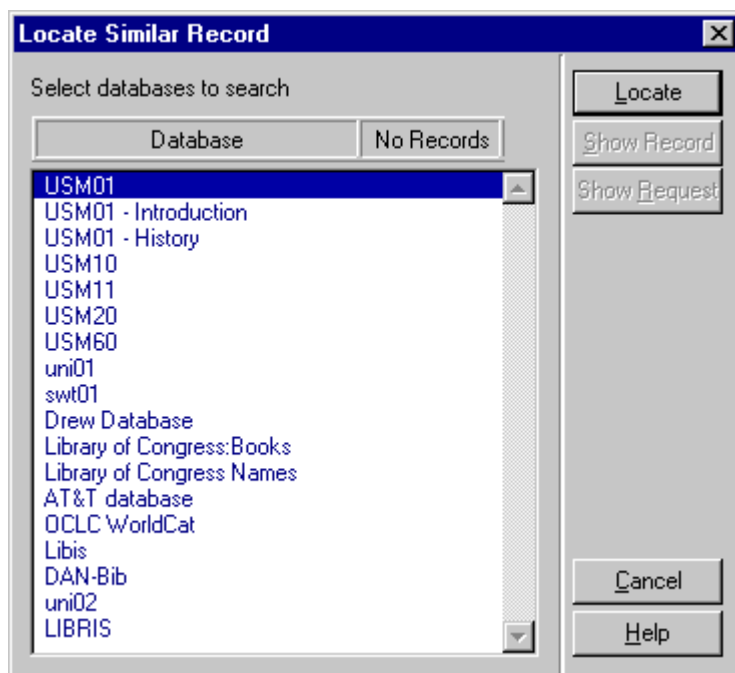 Locate Similar Record
Select databases to search
Database No Records
USM01
USM01 - Introduction
USM01 - History
USM10
USM11
USM20
USM60
uni01
swt01
Drew Database
Library of Congress:Books
Library of Congress Names
AT&T database
OCLC WorldCat
Libis
DAN-Bib
uni02
LIBRIS
Locate
Show Record
Show Request
Cancel
Help